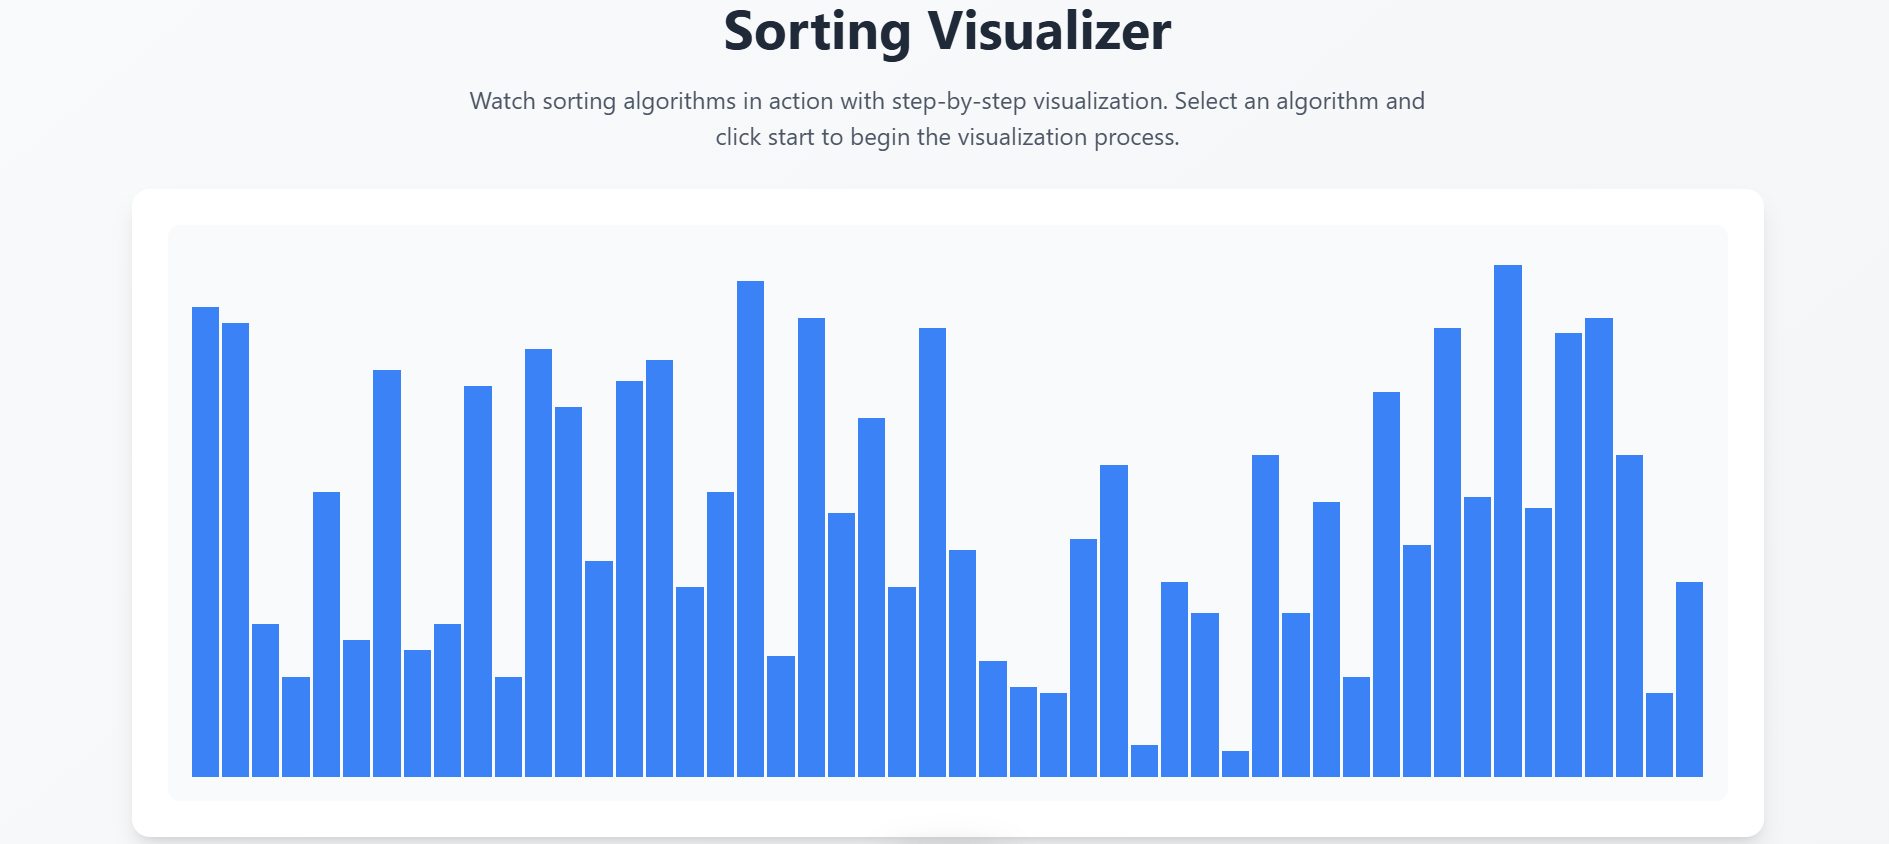 Sorting Visualizer
Watch sorting algorithms in action with step-by-step visualization. Select an algorithm and
click start to begin the visualization process.